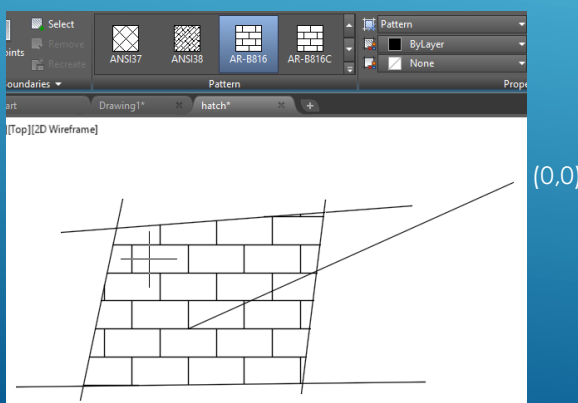 Select
Pattern
oints
Remove
ByLayer
Recreate
ANSI37
ANSI38
AR-B816
AR-B816C
None
oundaries
Pattern
Prope
art
Drawing1*
hatch*
][Top][2D Wireframe]
(0,0)